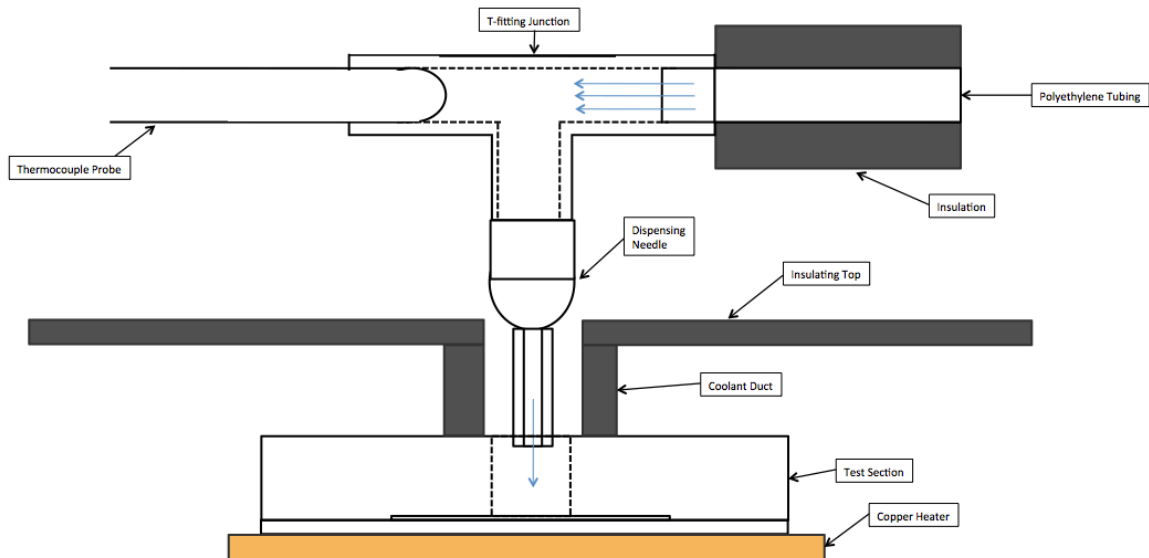 T-fitting Junction
Polyethylene Tubing
Thermocouple Probe
Insulation
Dispensing
Needle
Insulating Top
Coolant Duct
Test Section
Copper Heater